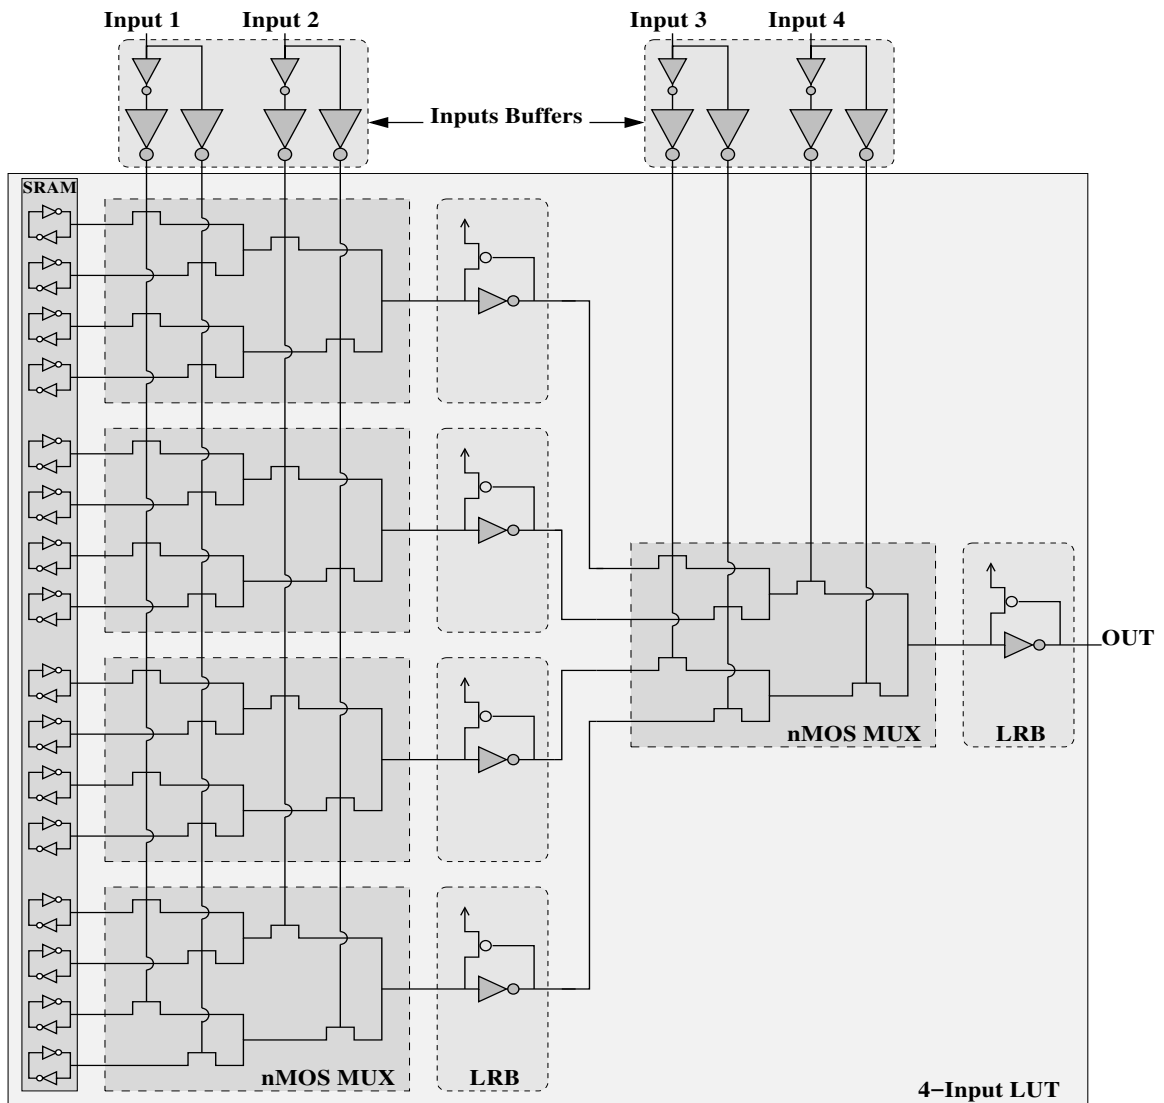 Input 1
Input 2
Input 3
Input 4
Inputs Buffers
SRAM
OUT
nMOS MUX
LRB
nMOS MUX
LRB
4−Input LUT